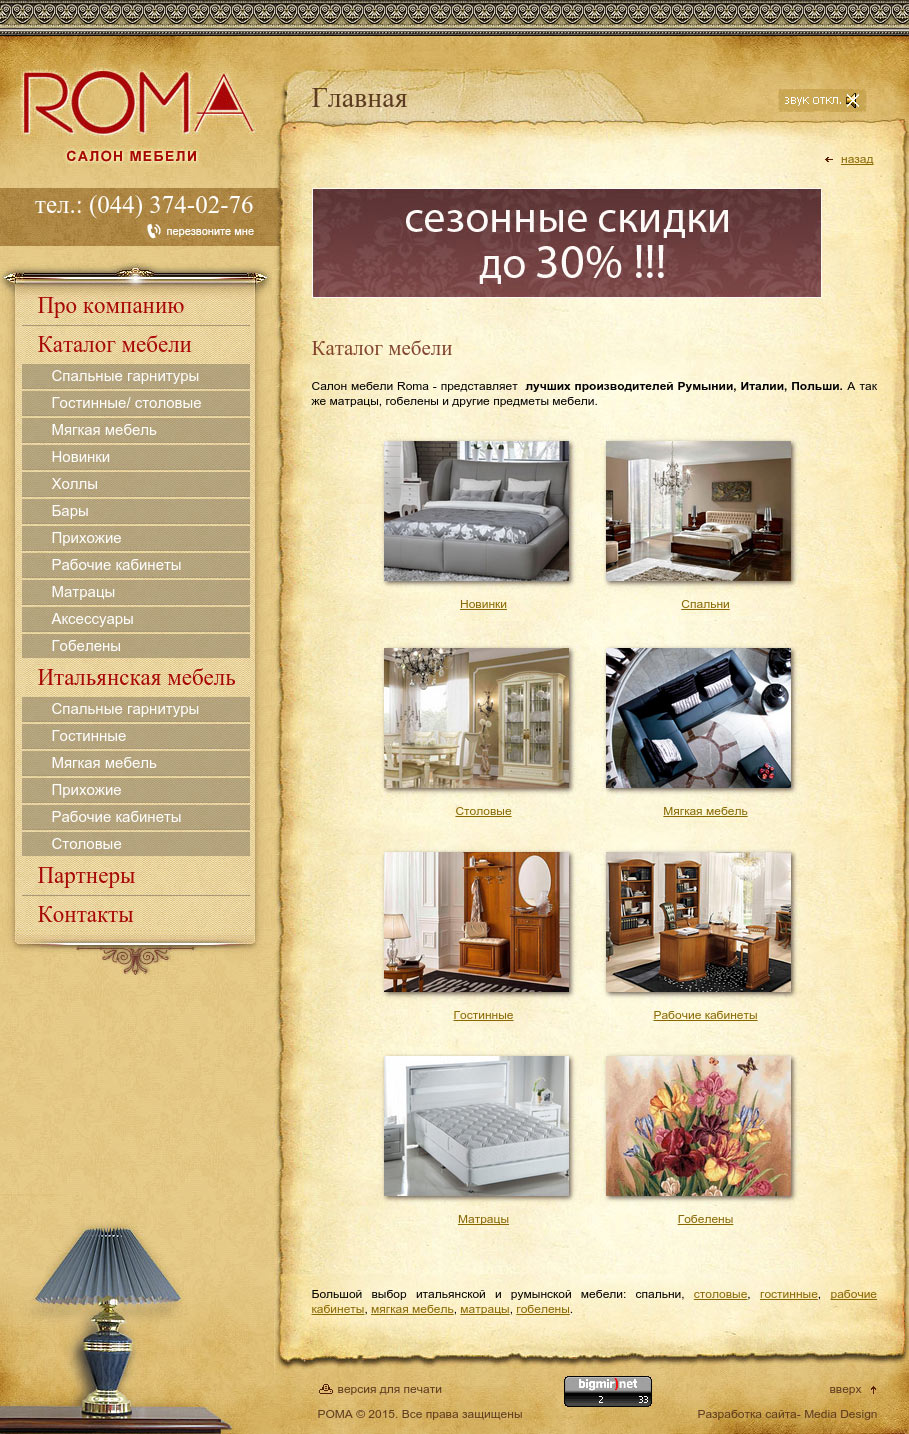 ROMA
САЛОН МЕБЕЛИ
тел.: (044) 374-02-76
перезвоните мне
Про компанию
Каталог мебели
Спальные гарнитуры
Гостинные/ столовые
Мягкая мебель
Новинки
Холлы
Бары
Прихожие
Рабочие кабинеты
Матрацы
Аксессуары
Гобелены
Итальянская мебель
Спальные гарнитуры
Гостинные
Мягкая мебель
Прихожие
Рабочие кабинеты
Столовые
Партнеры
Контакты
Главная
звук откл.
назад
сезонные скидки
до 30% !!!
Каталог мебели
Салон мебели Roma - представляет лучших производителей Румынии, Италии, Польши. А так
же матрацы, гобелены и другие предметы мебели.
Новинки
Спальни
Столовые
Мягкая мебель
Гостинные
Рабочие кабинеты
Матрацы
Гобелены
Большой выбор итальянской и румынской мебели: спальни, столовые, гостинные, рабочие
кабинеты, мягкая мебель, матрацы, гобелены.
версия для печати
bigmir)net
2 33
вверх
РОМА © 2015. Все права защищены
Разработка сайта- Media Design